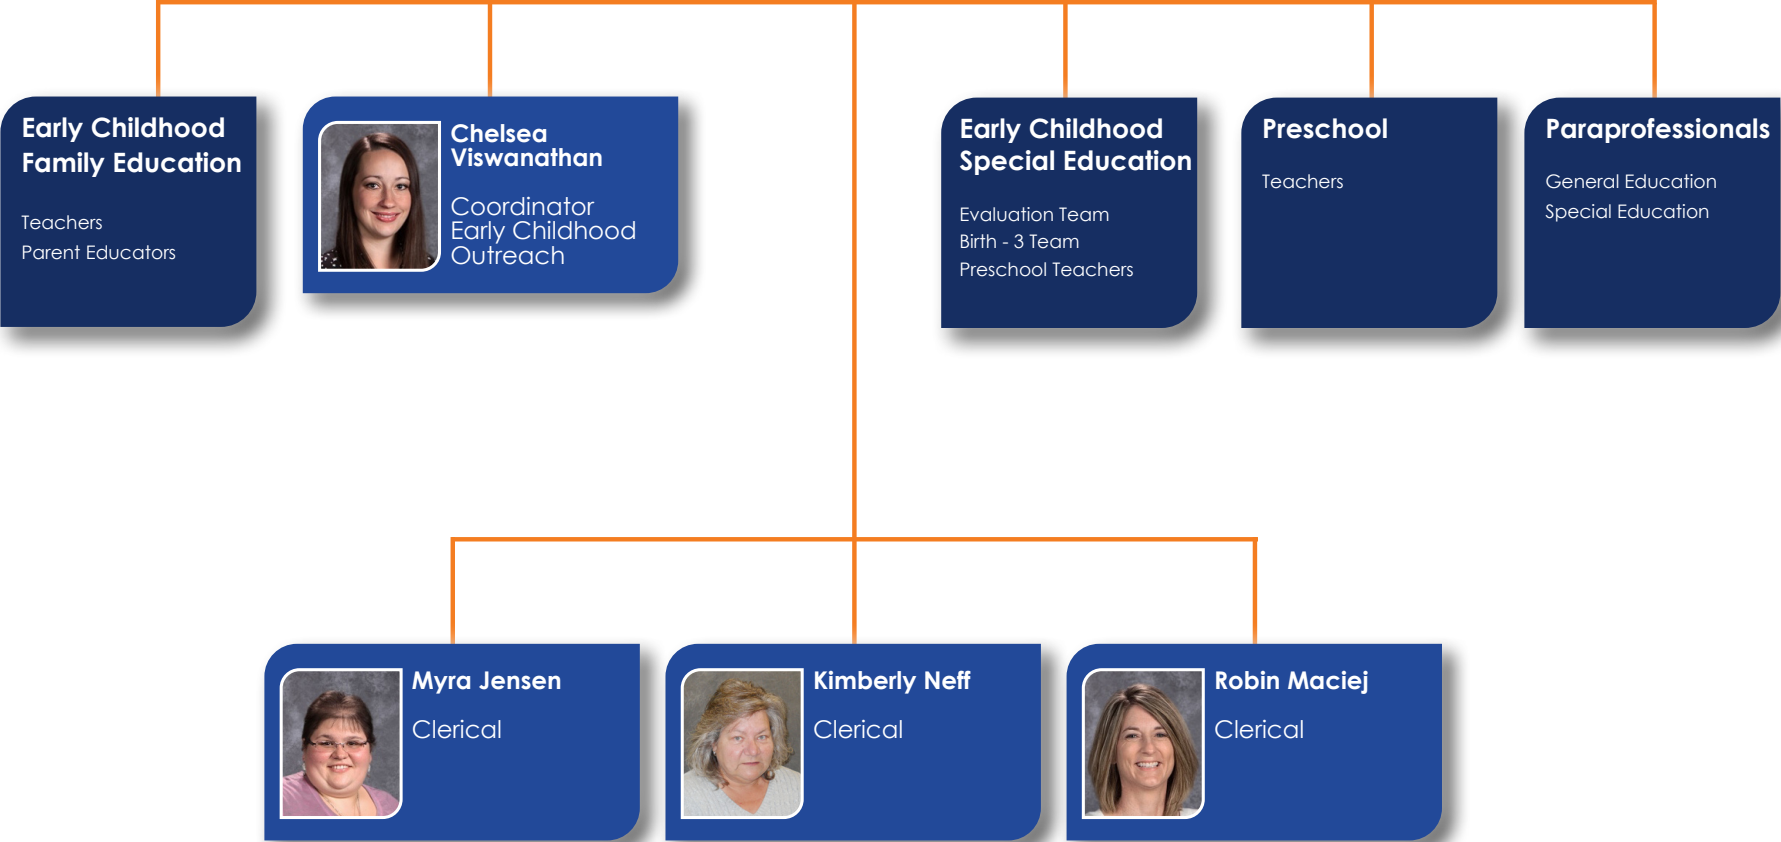 Early Childhood
Family Education
Teachers
Parent Educators
Chelsea
Viswanathan
Coordinator
Early Childhood
Outreach
Early Childhood
Special Education
Evaluation Team
Birth - 3 Team
Preschool Teachers
Preschool
Teachers
Paraprofessionals
General Education
Special Education
Myra Jensen
Clerical
Kimberly Neff
Clerical
Robin Maciej
Clerical